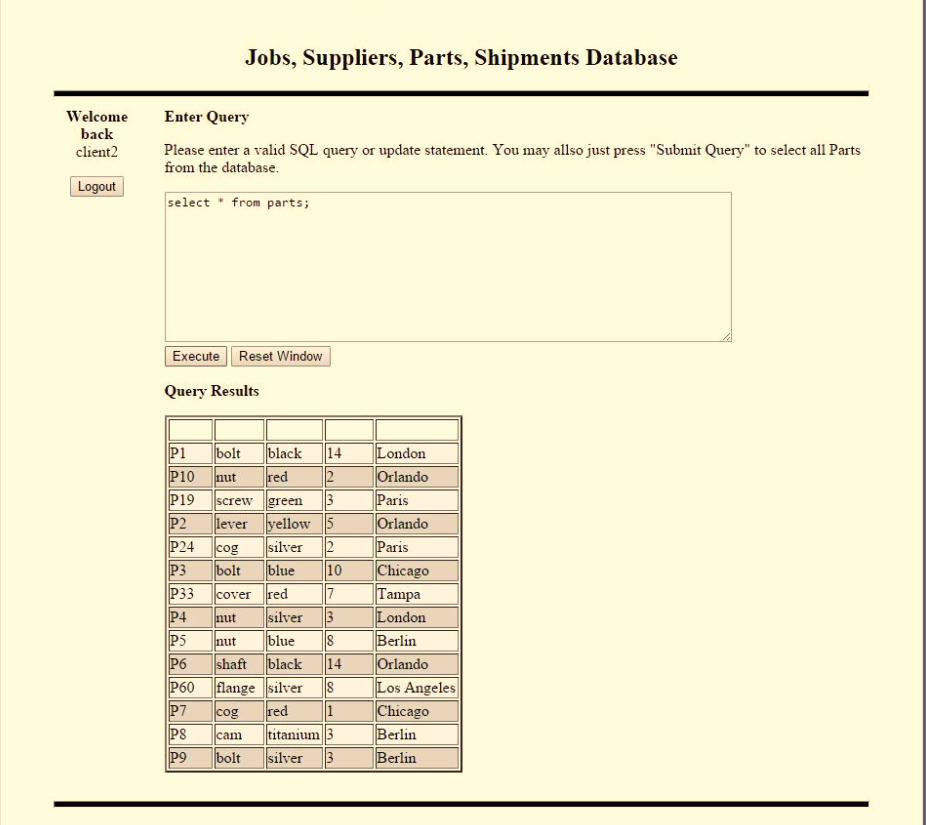 Jobs, Suppliers, Parts, Shipments Database
Welcome
back
client2
Logout
Enter Query
Please enter a valid SQL query or update statement. You may allso just press "Submit Query" to select all Parts
from the database.
select * from parts;
Execute Reset Window
Query Results
P1 bolt black 14 London
P10 nut red 2 Orlando
P19 screw green 3 Paris
P2 lever yellow 5 Orlando
P24 cog silver 2 Paris
P3 bolt blue 10 Chicago
P33 cover red 7 Tampa
P4 nut silver 3 London
P5 nut blue 8 Berlin
P6 shaft black 14 Orlando
P60 flange silver 8 Los Angeles
P7 cog red 1 Chicago
P8 cam titanium 3 Berlin
P9 bolt silver 3 Berlin